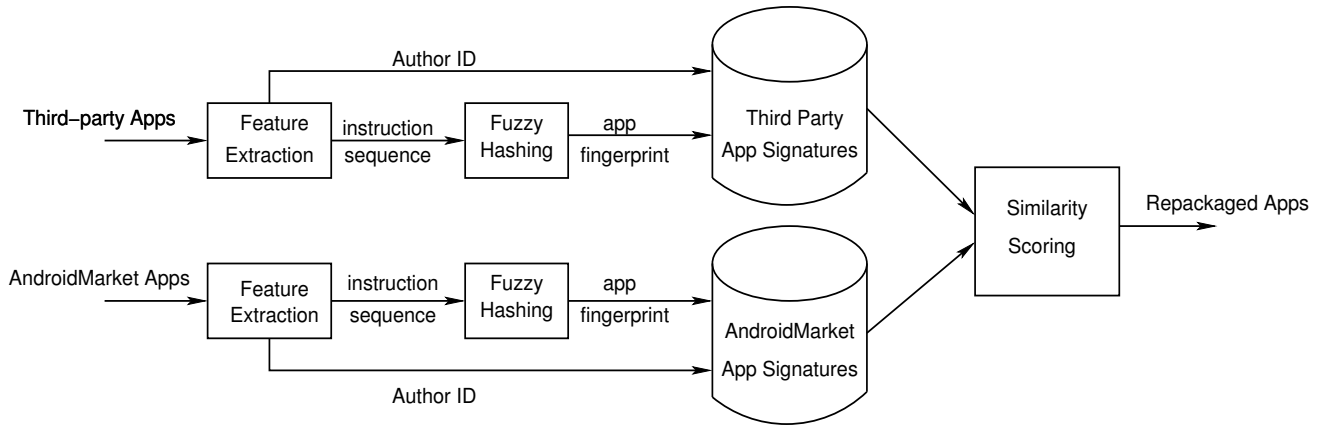 Author ID
Third-party Apps
Feature
Extraction
instruction
sequence
Fuzzy
Hashing
app
fingerprint
Third Party
App Signatures
Similarity
Scoring
Repackaged Apps
AndroidMarket Apps
Feature
Extraction
instruction
sequence
Fuzzy
Hashing
app
fingerprint
AndroidMarket
App Signatures
Author ID